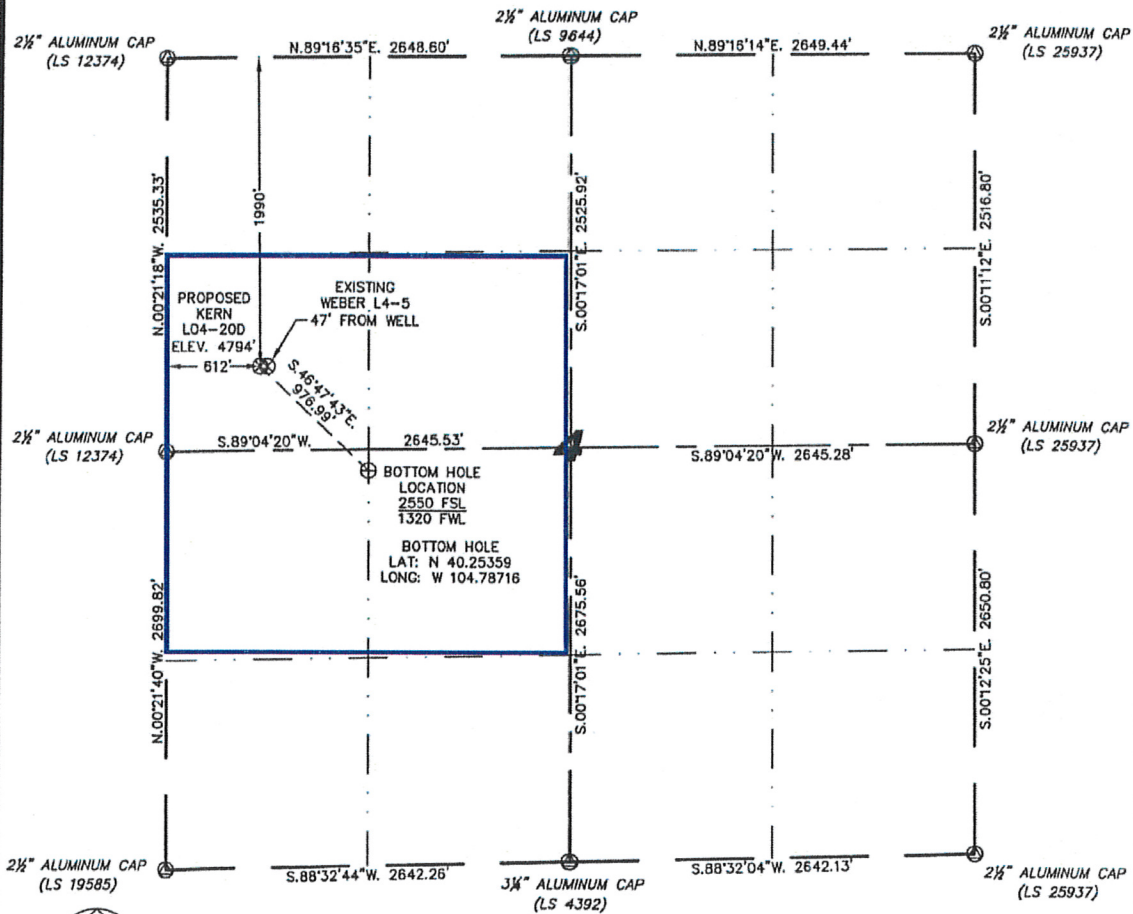 2½" ALUMINUM CAP
(LS 12374)
N.89°16'35"E. 2648.60'
2½" ALUMINUM CAP
(LS 9644)
N.89°16'14"E. 2649.44'
2½" ALUMINUM CAP
(LS 25937)
N.00°21'18"W. 2535.33'
1990'
S.00°17'01"E. 2525.92'
S.00°11'12"E. 2516.80'
PROPOSED
KERN
L04-20D
ELEV. 4794'
612'
EXISTING
WEBER L4-5
47' FROM WELL
S.46°47'43"E.
976.99'
2½" ALUMINUM CAP
(LS 12374)
S.89°04'20"W. 2645.53'
4
S.89°04'20"W. 2645.28'
2½" ALUMINUM CAP
(LS 25937)
BOTTOM HOLE
LOCATION
2550 FSL
1320 FWL
BOTTOM HOLE
LAT: N 40.25359
LONG: W 104.78716
N.00°21'40"W. 2699.82'
S.00°17'01"E. 2675.56'
S.00°12'25"E. 2650.80'
2½" ALUMINUM CAP
(LS 19585)
S.88°32'44"W. 2642.26'
3¼" ALUMINUM CAP
(LS 4392)
S.88°32'04"W. 2642.13'
2½" ALUMINUM CAP
(LS 25937)